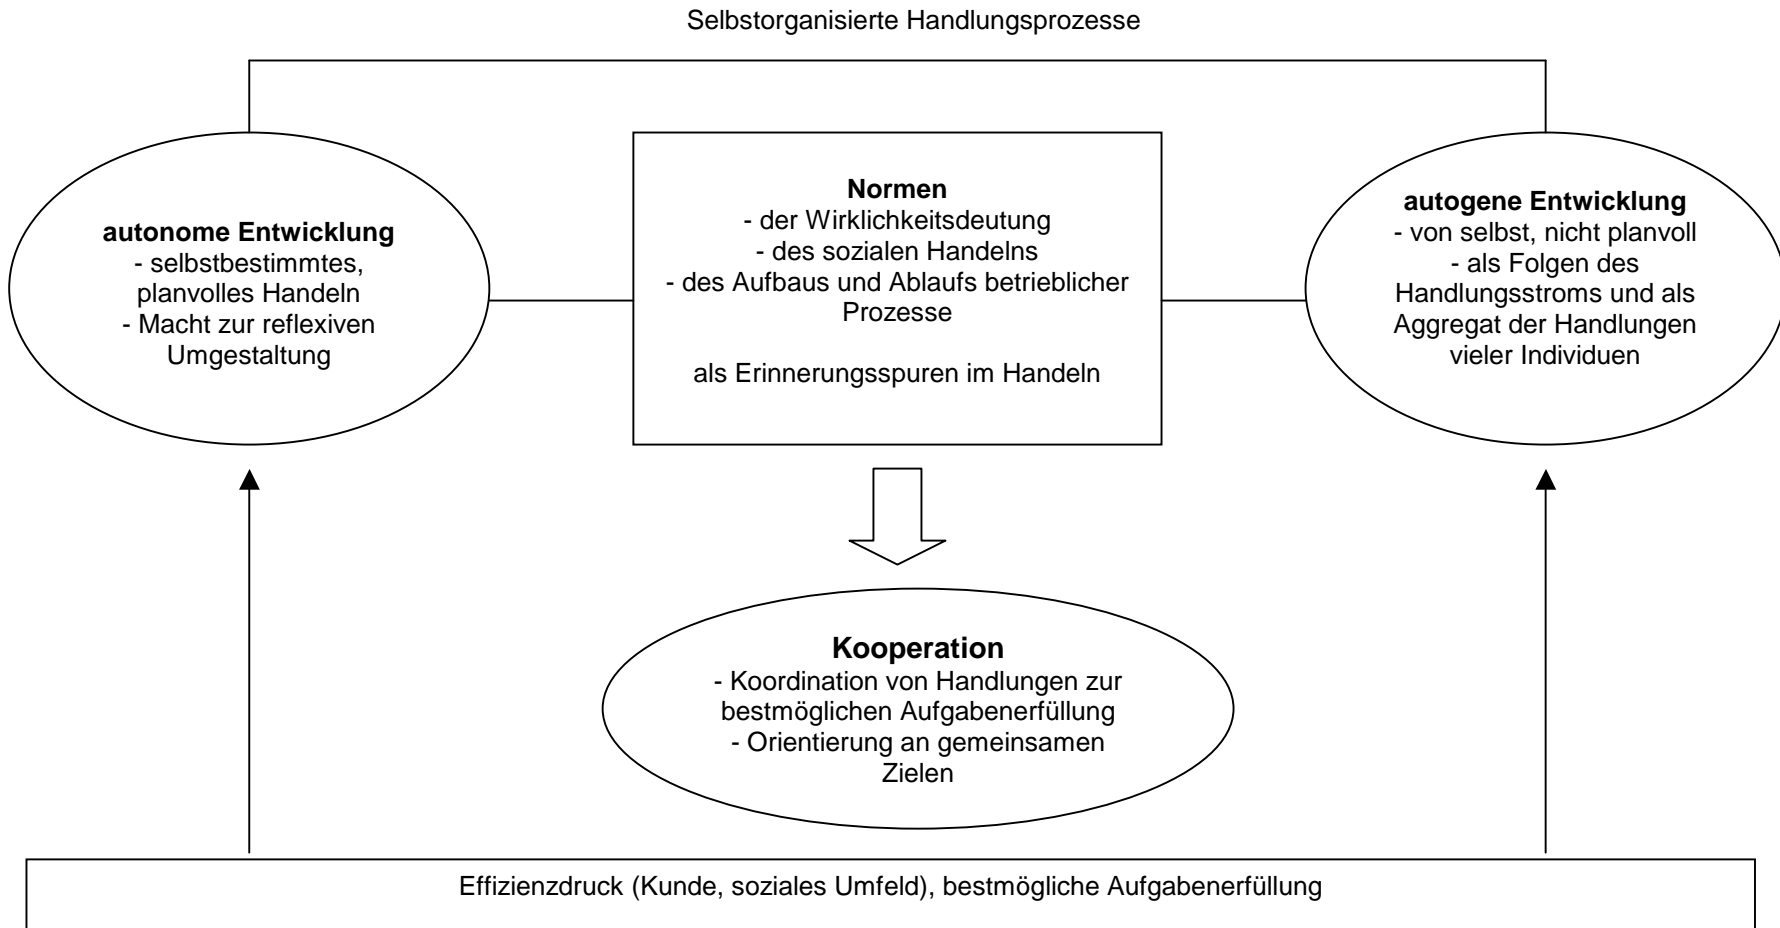 Selbstorganisierte Handlungsprozesse
autonome Entwicklung
- selbstbestimmtes,
planvolles Handeln
- Macht zur reflexiven
Umgestaltung
Normen
- der Wirklichkeitsdeutung
- des sozialen Handelns
- des Aufbaus und Ablaufs betrieblicher
Prozesse
als Erinnerungsspuren im Handeln
autogene Entwicklung
- von selbst, nicht planvoll
- als Folgen des
Handlungsstroms und als
Aggregat der Handlungen
vieler Individuen
Kooperation
- Koordination von Handlungen zur
bestmöglichen Aufgabenerfüllung
- Orientierung an gemeinsamen
Zielen
Effizienzdruck (Kunde, soziales Umfeld), bestmögliche Aufgabenerfüllung